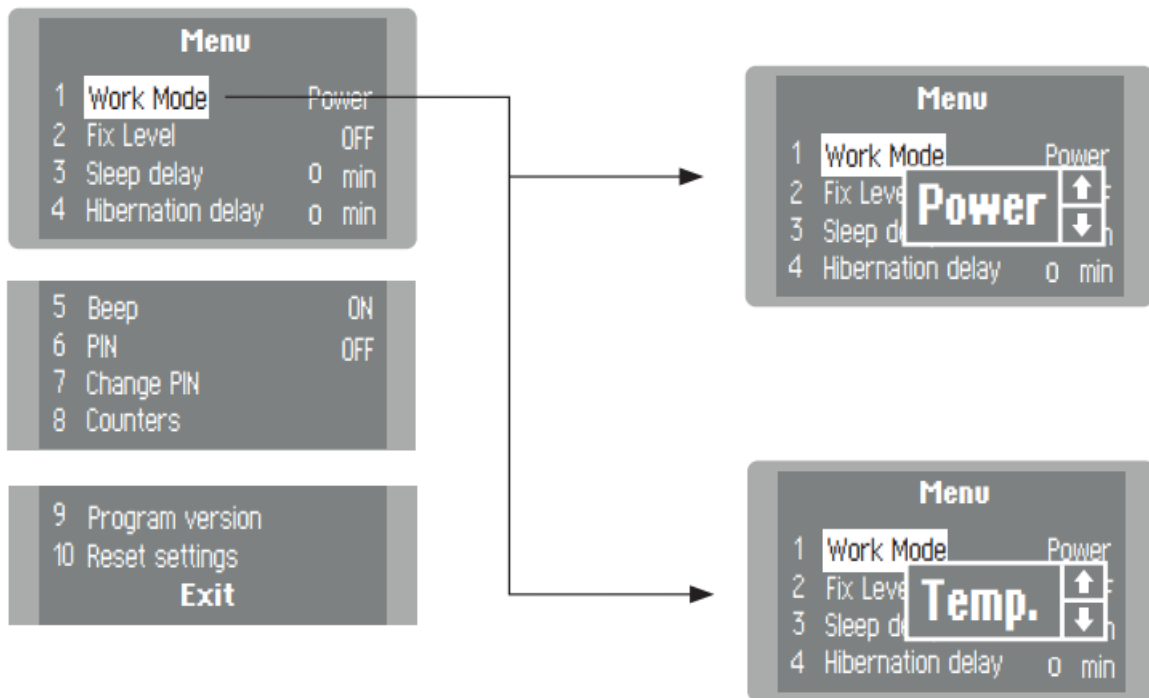 Menu
1 Work Mode Power
2 Fix Level OFF
3 Sleep delay 0 min
4 Hibernation delay 0 min
5 Beep ON
6 PIN OFF
7 Change PIN
8 Counters
9 Program version
10 Reset settings
Exit
Menu
1 Work Mode Power
2 Fix Leve
Power
3 Sleep d
4 Hibernation delay 0 min
Menu
1 Work Mode Power
2 Fix Leve
Temp.
3 Sleep d
4 Hibernation delay 0 min